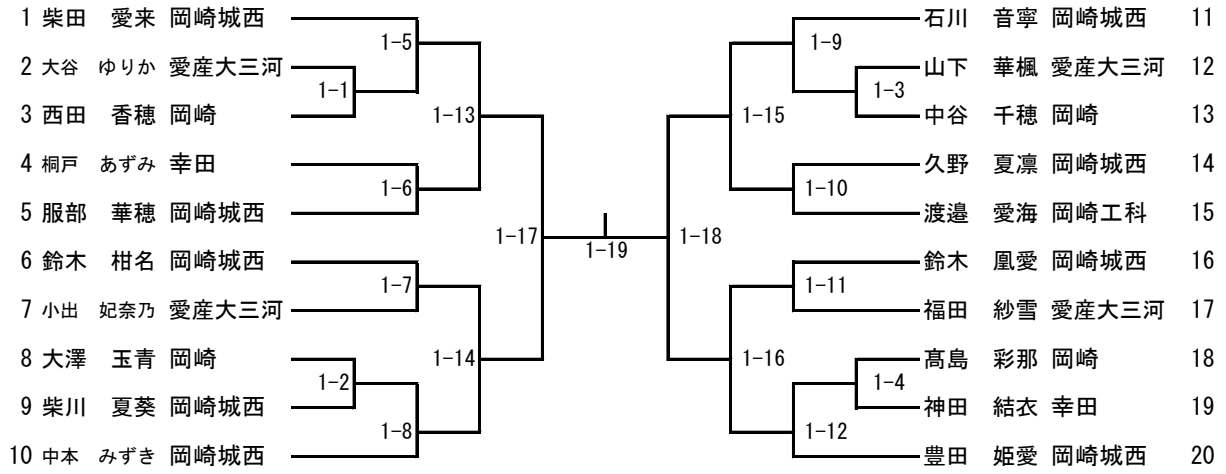 1 柴田　愛来 岡崎城西
2 大谷　ゆりか 愛産大三河
3 西田　香穂 岡崎
4 桐戸　あずみ 幸田
5 服部　華穂 岡崎城西
6 鈴木　柑名 岡崎城西
7 小出　妃奈乃 愛産大三河
8 大澤　玉青 岡崎
9 柴川　夏葵 岡崎城西
10 中本　みずき 岡崎城西
1-5
1-1
1-13
1-6
1-17
1-7
1-14
1-2
1-8
1-19
1-9
1-3
1-15
1-10
1-18
1-11
1-16
1-4
1-12
石川　音寧 岡崎城西 11
山下　華楓 愛産大三河 12
中谷　千穂 岡崎 13
久野　夏凛 岡崎城西 14
渡邉　愛海 岡崎工科 15
鈴木　凰愛 岡崎城西 16
福田　紗雪 愛産大三河 17
髙島　彩那 岡崎 18
神田　結衣 幸田 19
豊田　姫愛 岡崎城西 20